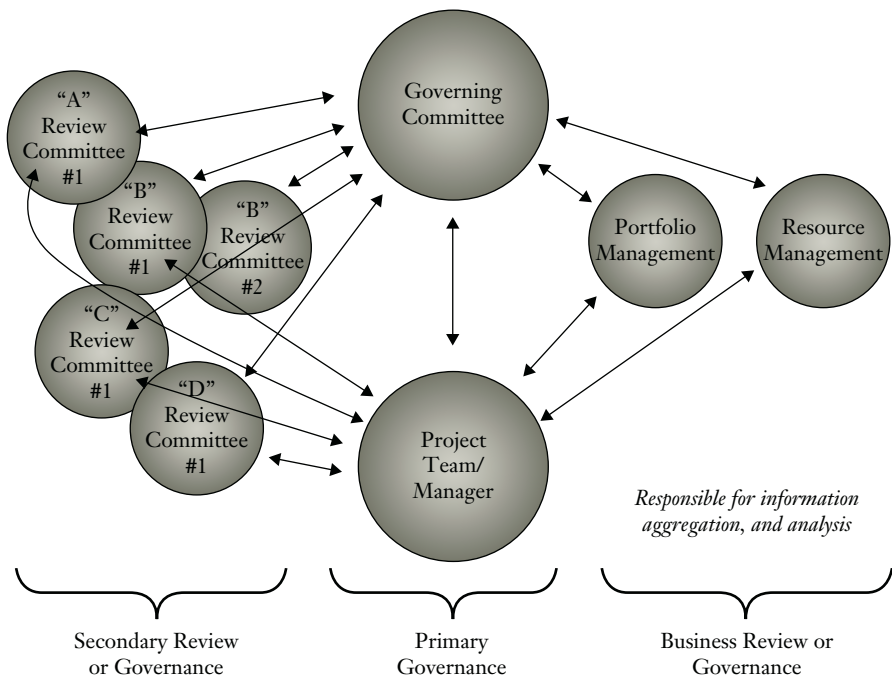 “A”
Review
Committee
#1
“B”
Review
Committee
#1
“B”
Review
Committee
#2
“C”
Review
Committee
#1
“D”
Review
Committee
#1
Governing
Committee
Project
Team/
Manager
Portfolio
Management
Resource
Management
Responsible for information
aggregation, and analysis
Secondary Review
or Governance
Primary
Governance
Business Review or
Governance